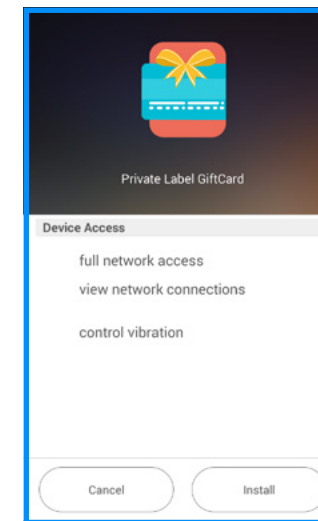 Private Label GiftCard
Device Access
full network access
view network connections
control vibration
Cancel
Install